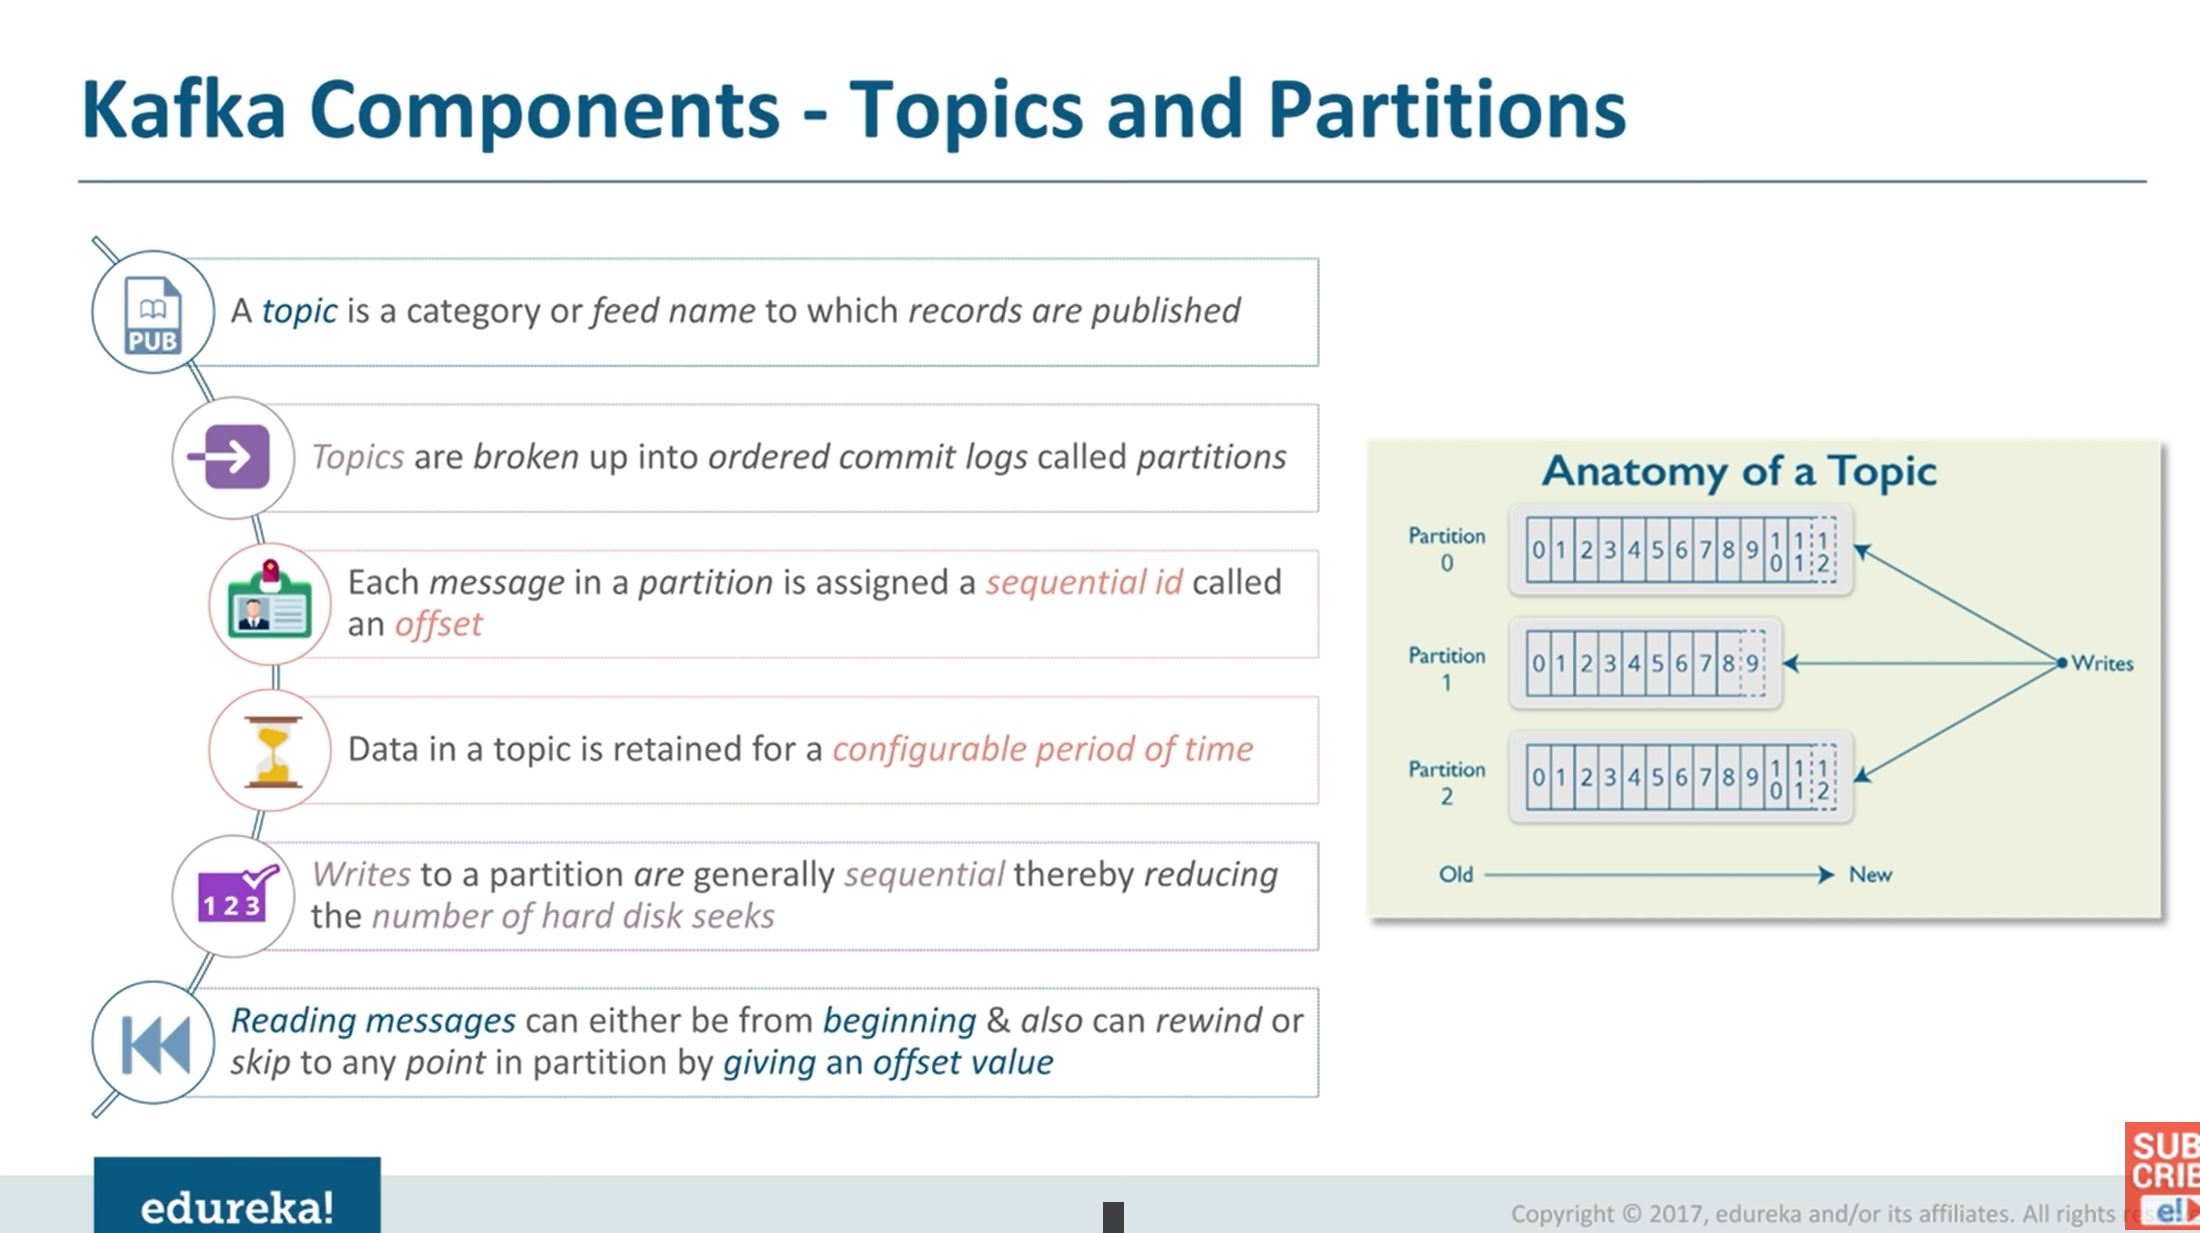 Kafka Components - Topics and Partitions
PUB
A topic is a category or feed name to which records are published
Topics are broken up into ordered commit logs called partitions
Each message in a partition is assigned a sequential id called
an offset
Data in a topic is retained for a configurable period of time
1 2 3
Writes to a partition are generally sequential thereby reducing
the number of hard disk seeks
Reading messages can either be from beginning & also can rewind or
skip to any point in partition by giving an offset value
Anatomy of a Topic
Partition
0
0 1 2 3 4 5 6 7 8 9 10 11 12
Partition
1
0 1 2 3 4 5 6 7 8 9
Writes
Partition
2
0 1 2 3 4 5 6 7 8 9 10 11 12
Old
New
edureka!
Copyright © 2017, edureka and/or its affiliates. All rights
SUB
CRIB
e!